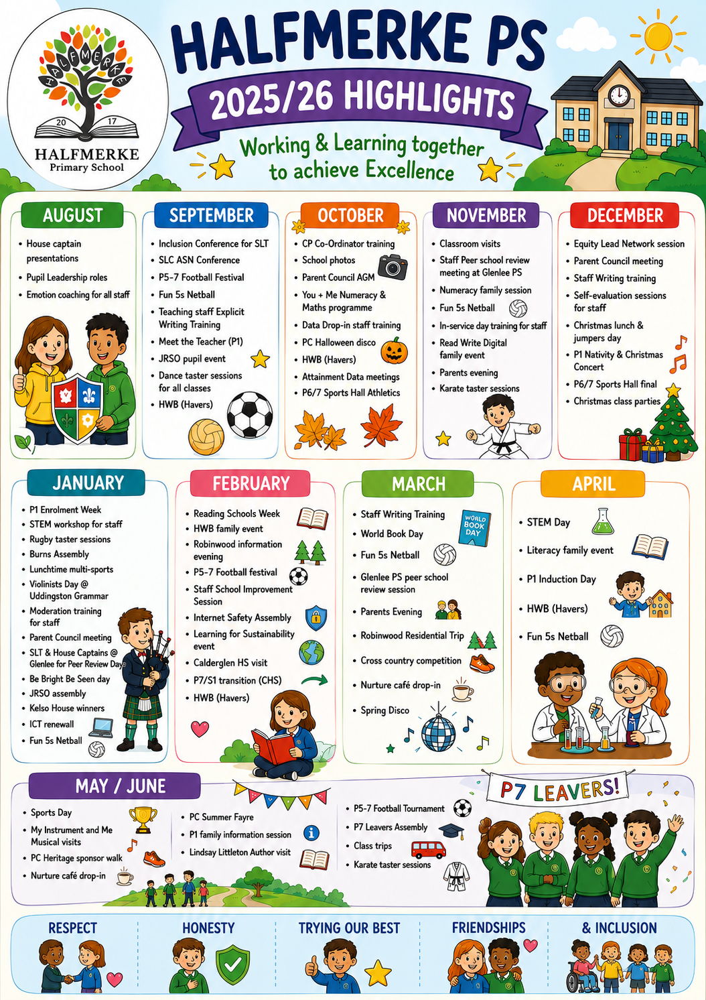 HALFMERKE
20 17
HALFMERKE
Primary School
HALFMERKE PS
2025/26 HIGHLIGHTS
Working & Learning together
to achieve Excellence
AUGUST
• House captain
presentations
• Pupil Leadership roles
• Emotion coaching for all staff
SEPTEMBER
• Inclusion Conference for SLT
• SLC ASN Conference
• P5-7 Football Festival
• Fun 5s Netball
• Teaching staff Explicit
Writing Training
• Meet the Teacher (P1)
• JRSO pupil event
• Dance taster sessions
for all classes
• HWB (Havers)
OCTOBER
• CP Co-Ordinator training
• School photos
• Parent Council AGM
• You + Me Numeracy &
Maths programme
• Data Drop-in staff training
• PC Halloween disco
• HWB (Havers)
• Attainment Data meetings
• P6/7 Sports Hall Athletics
NOVEMBER
• Classroom visits
• Staff Peer school review
meeting at Glenlee PS
• Numeracy family session
• Fun 5s Netball
• In-service day training for staff
• Read Write Digital
family event
• Parents evening
• Karate taster sessions
DECEMBER
• Equity Lead Network session
• Parent Council meeting
• Staff Writing training
• Self-evaluation sessions
for staff
• Christmas lunch &
jumpers day
• P1 Nativity & Christmas
Concert
• P6/7 Sports Hall final
• Christmas class parties
JANUARY
• P1 Enrolment Week
• STEM workshop for staff
• Rugby taster sessions
• Burns Assembly
• Lunchtime multi-sports
• Violinists Day @
Uddingston Grammar
• Moderation training
for staff
• Parent Council meeting
• SLT & House Captains @
Glenlee for Peer Review Days
• Be Bright Be Seen day
• JRSO assembly
• Kelso House winners
• ICT renewall
• Fun 5s Netball
FEBRUARY
• Reading Schools Week
• HWB family event
• Robinwood information
evening
• P5-7 Football festival
• Staff School Improvement
Session
• Internet Safety Assembly
• Learning for Sustainability
event
• Calderglen HS visit
• P7/S1 transition (CHS)
• HWB (Havers)
MARCH
• Staff Writing Training
• World Book Day
• Fun 5s Netball
• Glenlee PS peer school
review session
• Parents Evening
• Robinwood Residential Trip
• Cross country competition
• Nurture café drop-in
• Spring Disco
WORLD
BOOK
DAY
APRIL
• STEM Day
• Literacy family event
• P1 Induction Day
• HWB (Havers)
• Fun 5s Netball
MAY / JUNE
• Sports Day
• My Instrument and Me
Musical visits
• PC Heritage sponsor walk
• Nurture café drop-in
• PC Summer Fayre
• P1 family information session
• Lindsay Littleton Author visit
• P5-7 Football Tournament
• P7 Leavers Assembly
• Class trips
• Karate taster sessions
P7 LEAVERS!
RESPECT
HONESTY
TRYING OUR BEST
FRIENDSHIPS
& INCLUSION